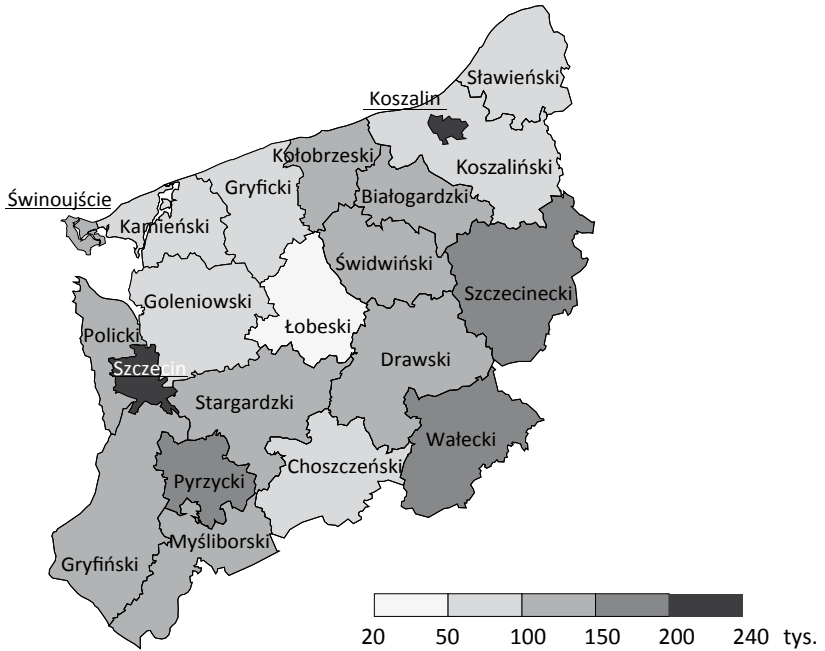 Sławieński
Koszalin
Koszaliński
Kołobrzeski
Gryficki
Białogardzki
Świnoujście
Kamieński
Świdwiński
Szczecinecki
Goleniowski
Łobeski
Policki
Drawski
Szczecin
Stargardzki
Wałecki
Choszczeński
Pyrzycki
Myśliborski
Gryfiński
20 50 100 150 200 240 tys.